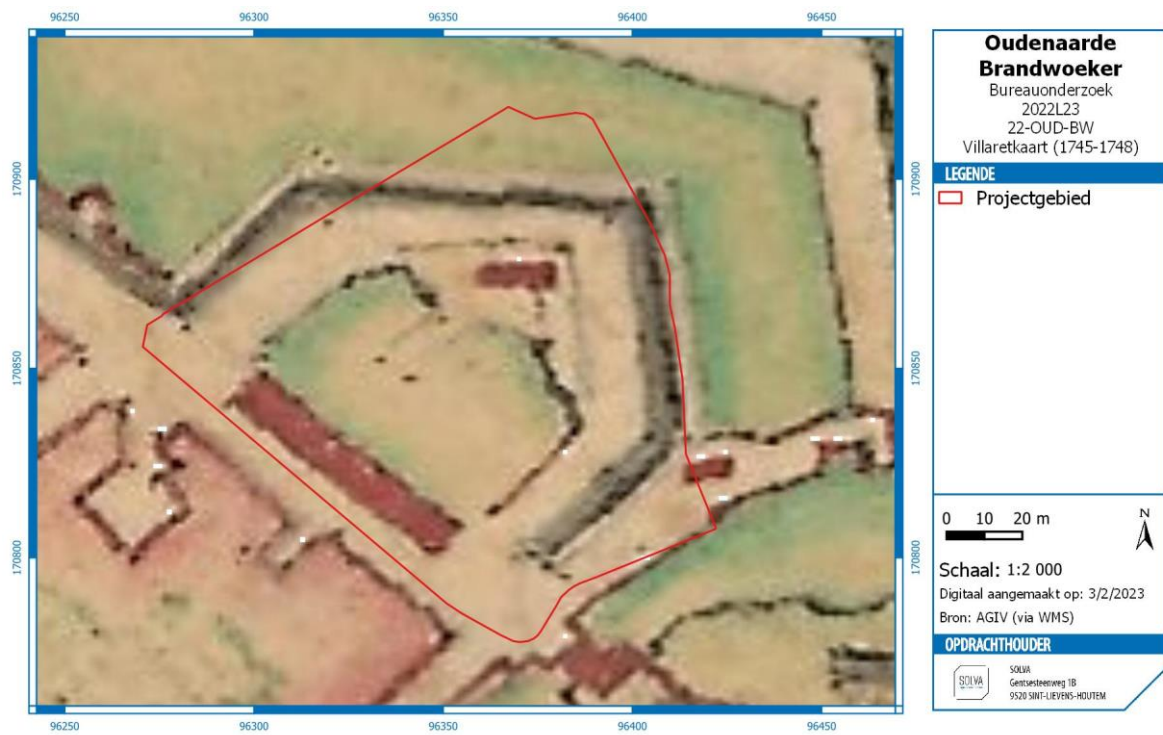 96250 96300 96350 96400 96450
170900
170850
170800
170900
170850
170800
96250 96300 96350 96400 96450
Oudenaarde
Brandwoeker
Bureauonderzoek
2022L23
22-OUD-BW
Villaretkaart (1745-1748)
LEGENDE
Projectgebied
0 10 20 m
N
Schaal: 1:2 000
Digitaal aangemaakt op: 3/2/2023
Bron: AGIV (via WMS)
OPDRACHTHOUDER
SOLVA
SOLVA
Gentsesteenweg 1B
9520 SINT-LIEVENS-HOUTEM